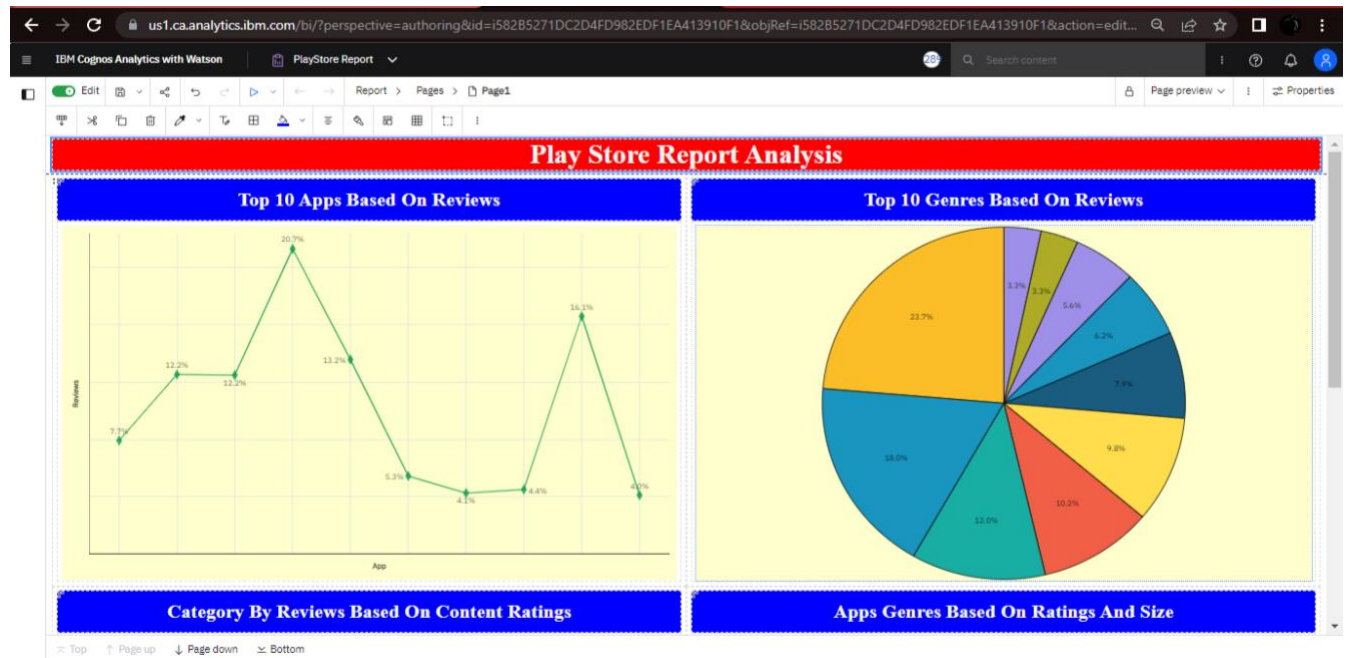 us1.ca.analytics.ibm.com/bi/?perspective=authoring&id=i582B5271DC2D4FD982EDF1EA413910F1&objRef=i582B5271DC2D4FD982EDF1EA413910F1&action=edit...
IBM Cognos Analytics with Watson PlayStore Report Search content
Edit Report > Pages > Page1 Page preview Properties
Play Store Report Analysis
Top 10 Apps Based On Reviews
Top 10 Genres Based On Reviews
20.7%
16.1%
12.2%
12.2%
13.2%
7.7%
5.3%
4.1%
4.4%
4.0%
Reviews
App
3.3%
3.3%
5.6%
6.2%
7.9%
9.8%
10.2%
12.0%
18.0%
23.7%
Category By Reviews Based On Content Ratings
Apps Genres Based On Ratings And Size
Top Page up Page down Bottom